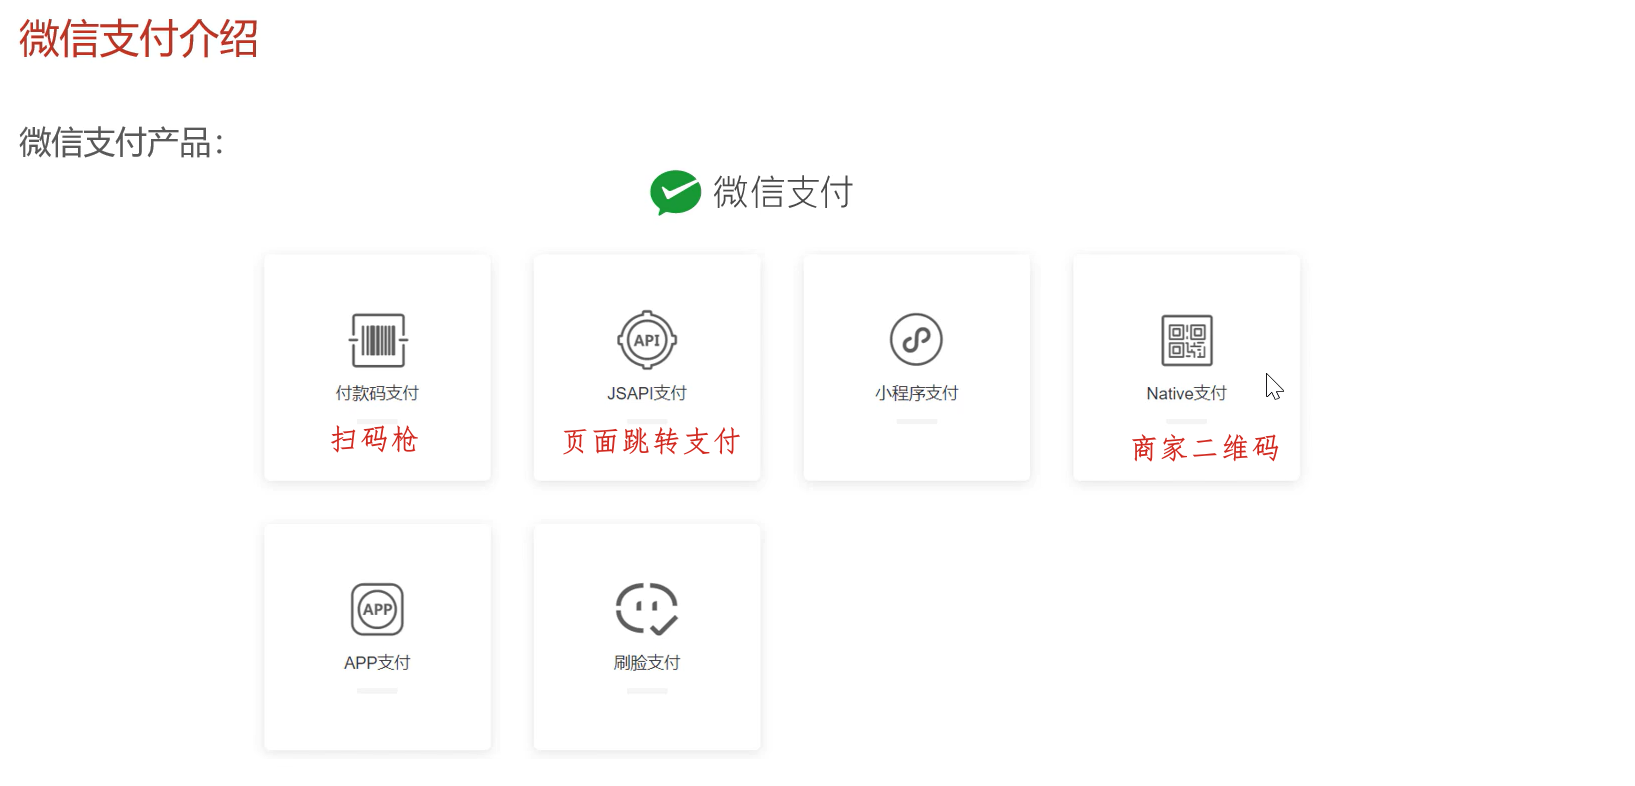 微信支付介绍
微信支付产品：
微信支付
付款码支付
扫码枪
API
JSAPI支付
页面跳转支付
小程序支付
Native支付
商家二维码
APP
APP支付
刷脸支付